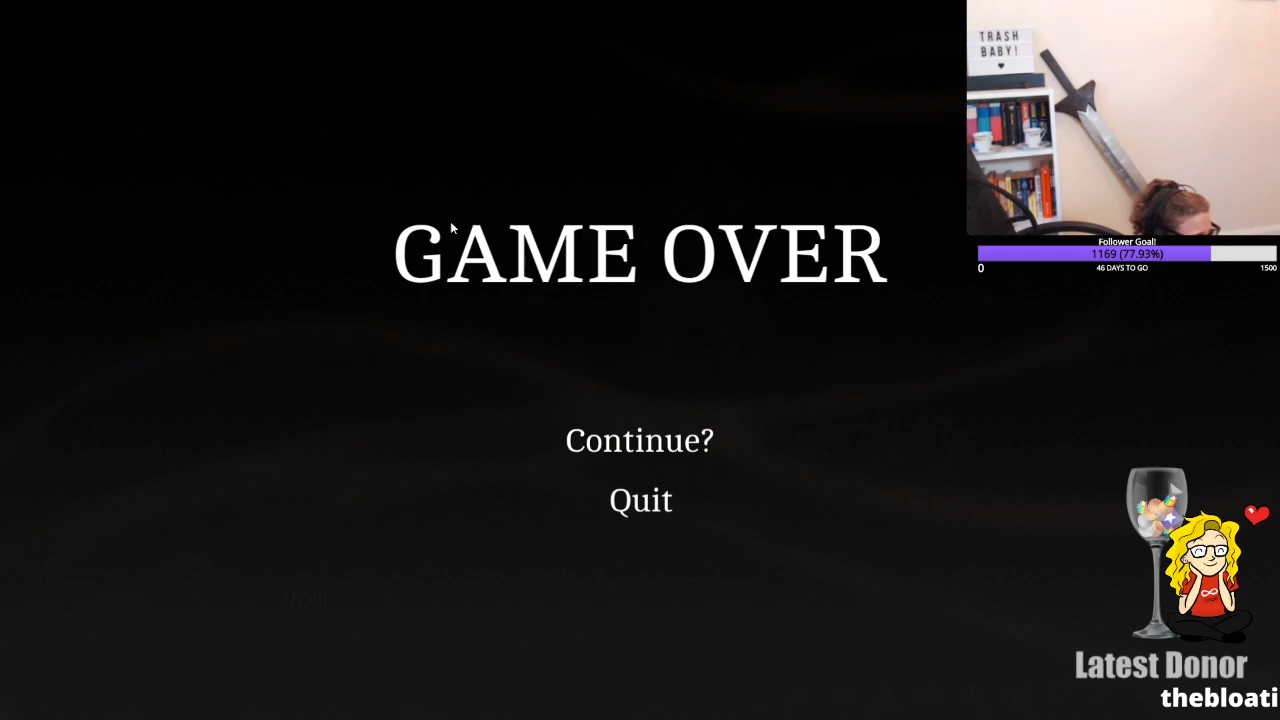 TRASH
BABY!
GAME OVER
Follower Goal!
1169 (77.93%)
0
46 DAYS TO GO
1500
Continue?
Quit
Latest Donor
thebloati